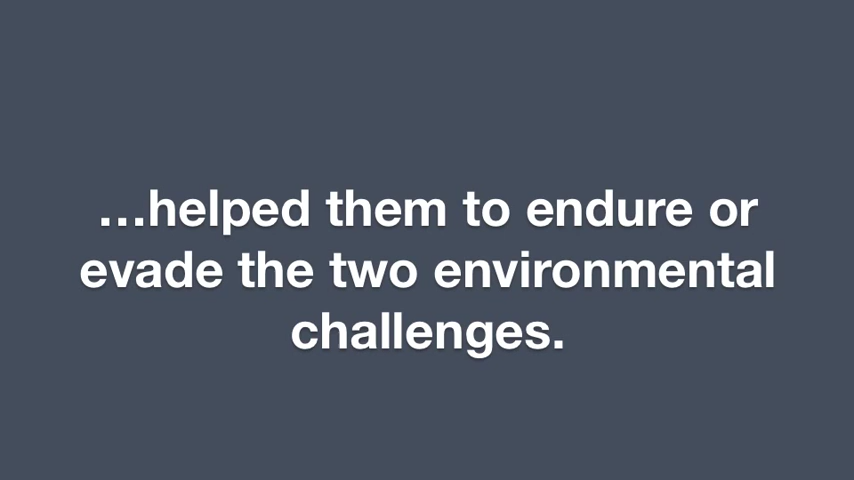 …helped them to endure or
evade the two environmental
challenges.